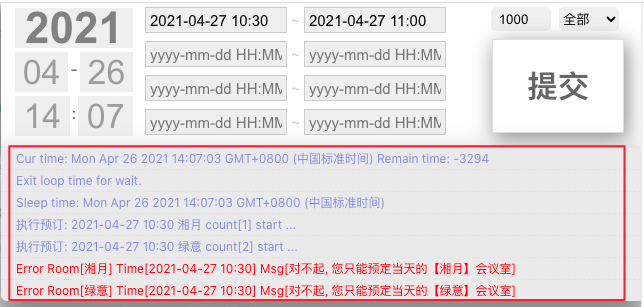 2021
04 - 26
14 : 07
2021-04-27 10:30 ~ 2021-04-27 11:00
yyyy-mm-dd HH:MM ~ yyyy-mm-dd HH:MM
yyyy-mm-dd HH:MM ~ yyyy-mm-dd HH:MM
yyyy-mm-dd HH:MM ~ yyyy-mm-dd HH:MM
1000 全部
提交
Cur time: Mon Apr 26 2021 14:07:03 GMT+0800 (中国标准时间) Remain time: -3294
Exit loop time for wait.
Sleep time: Mon Apr 26 2021 14:07:03 GMT+0800 (中国标准时间)
执行预订: 2021-04-27 10:30 湘月 count[1] start ...
执行预订: 2021-04-27 10:30 绿意 count[2] start ...
Error Room[湘月] Time[2021-04-27 10:30] Msg[对不起, 您只能预定当天的【湘月】会议室]
Error Room[绿意] Time[2021-04-27 10:30] Msg[对不起, 您只能预定当天的【绿意】会议室]